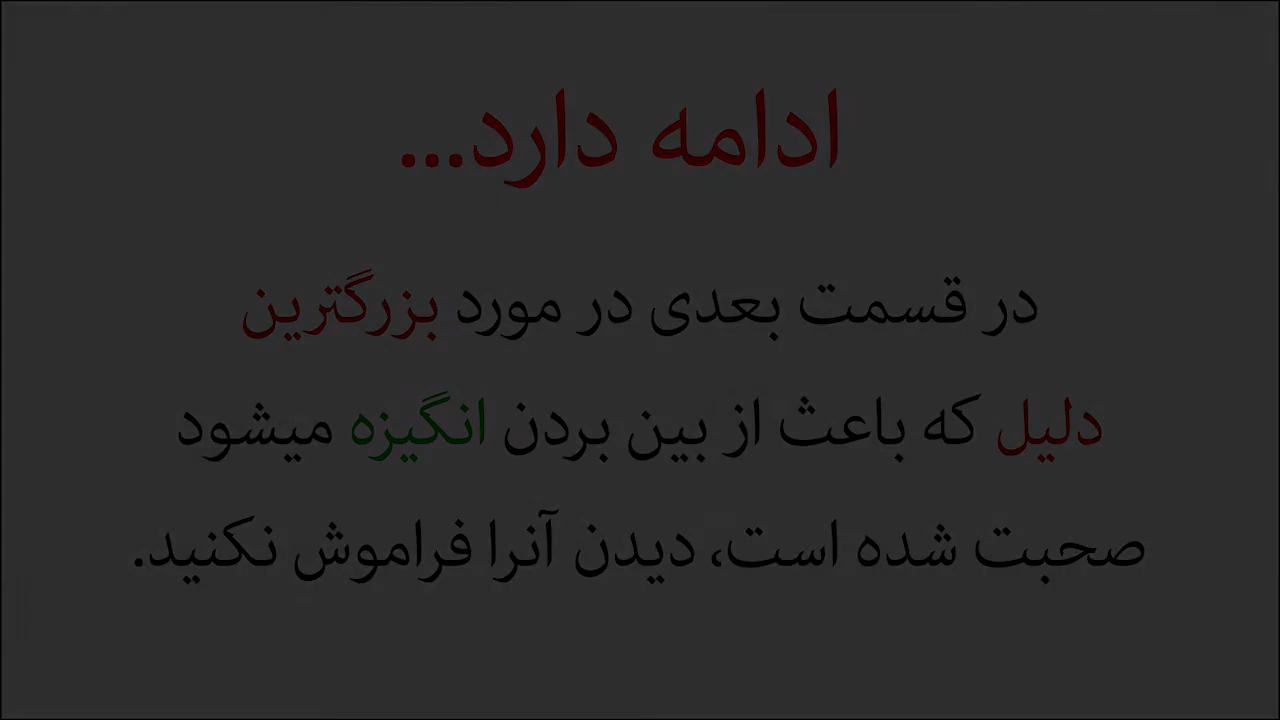 ادامه دارد...
در قسمت بعدی در مورد بزرگترین
دلیل که باعث از بین بردن انگیزه میشود
صحبت شده است، دیدن آنرا فراموش نکنید.